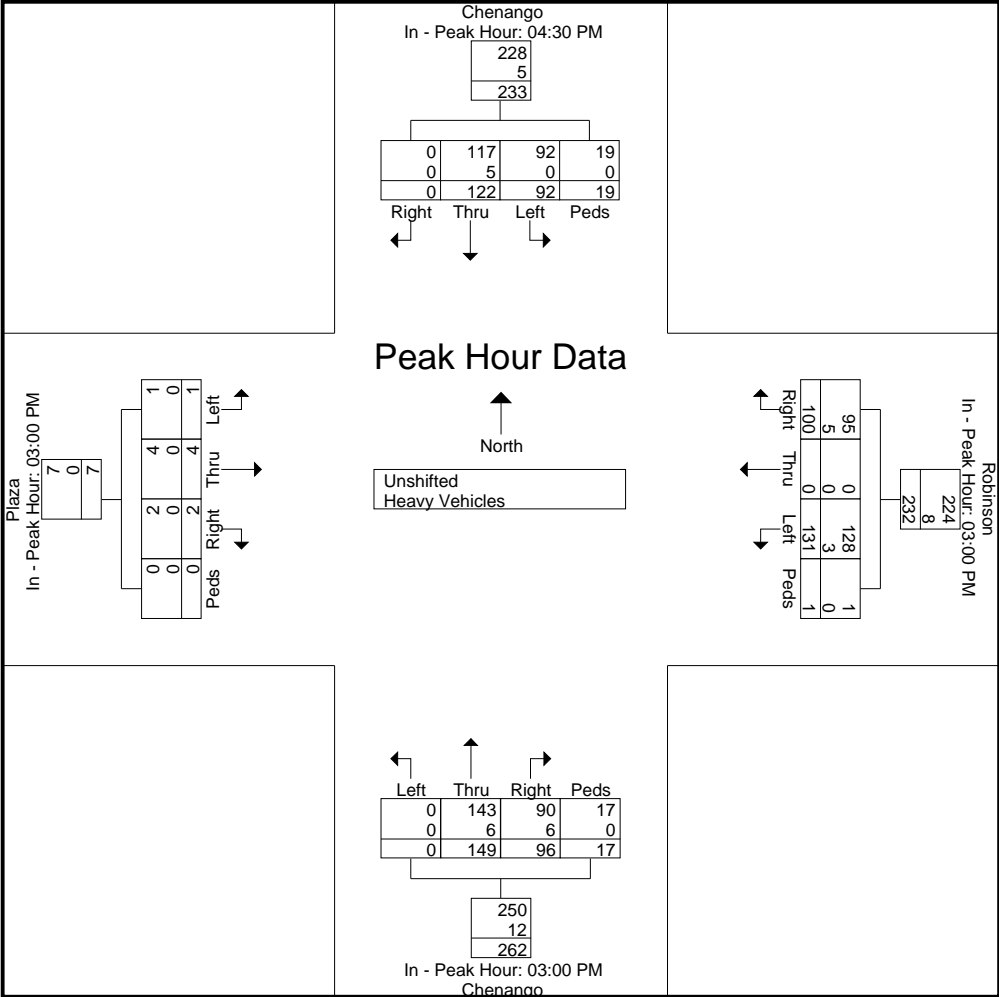 Chenango
In - Peak Hour: 04:30 PM
228
5
233
0 117 92 19
0 5 0 0
0 122 92 19
Right Thru Left Peds
Peak Hour Data
North
Unshifted
Heavy Vehicles
Plaza
In - Peak Hour: 03:00 PM
7
0
7
1 0 1
4 0 4
2 0 2
0 0 0
Left Thru Right Peds
Robinson
In - Peak Hour: 03:00 PM
224
8
232
95 0 128 1
5 0 3 0
100 0 131 1
Right Thru Left Peds
Left Thru Right Peds
0 143 90 17
0 6 6 0
0 149 96 17
250
12
262
In - Peak Hour: 03:00 PM
Chenango